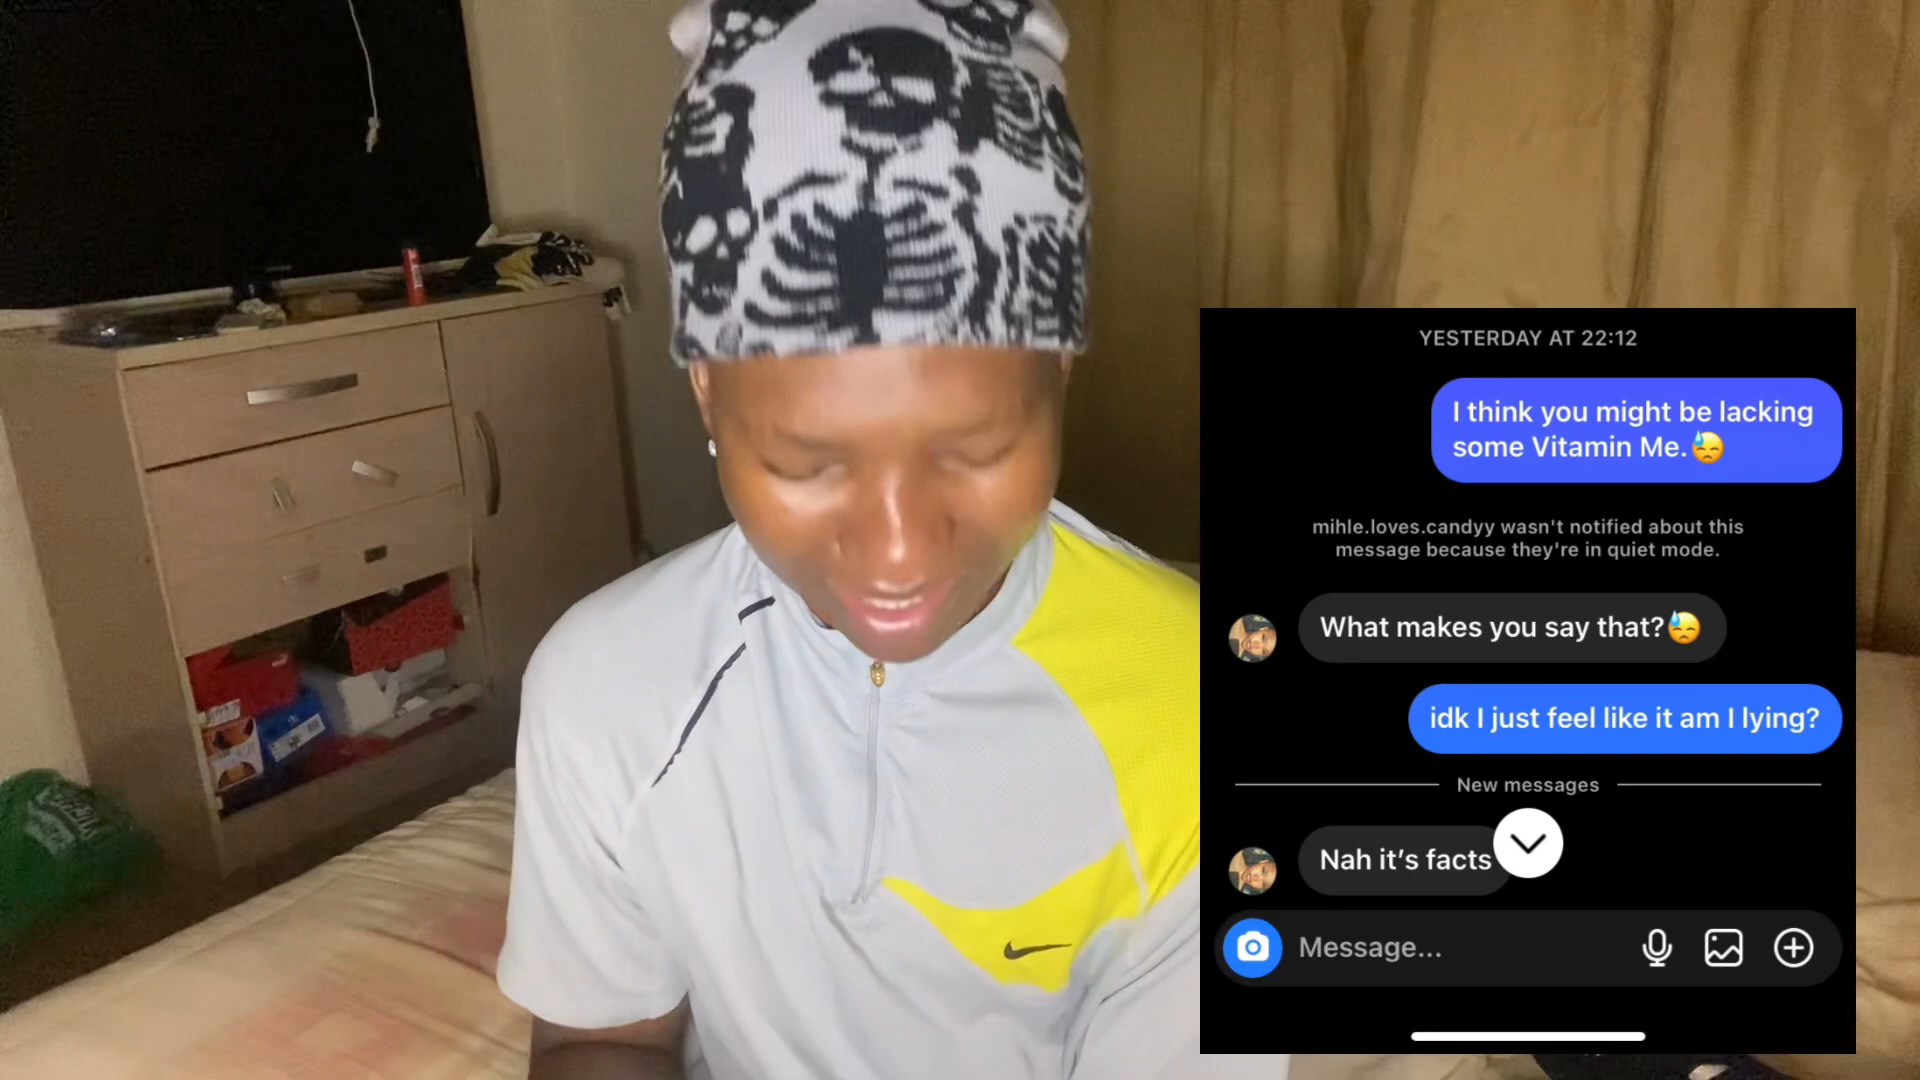 YESTERDAY AT 22:12
I think you might be lacking
some Vitamin Me.😓
mihle.loves.candyy wasn't notified about this
message because they're in quiet mode.
What makes you say that?😓
idk I just feel like it am I lying?
New messages
Nah it's facts
Message...